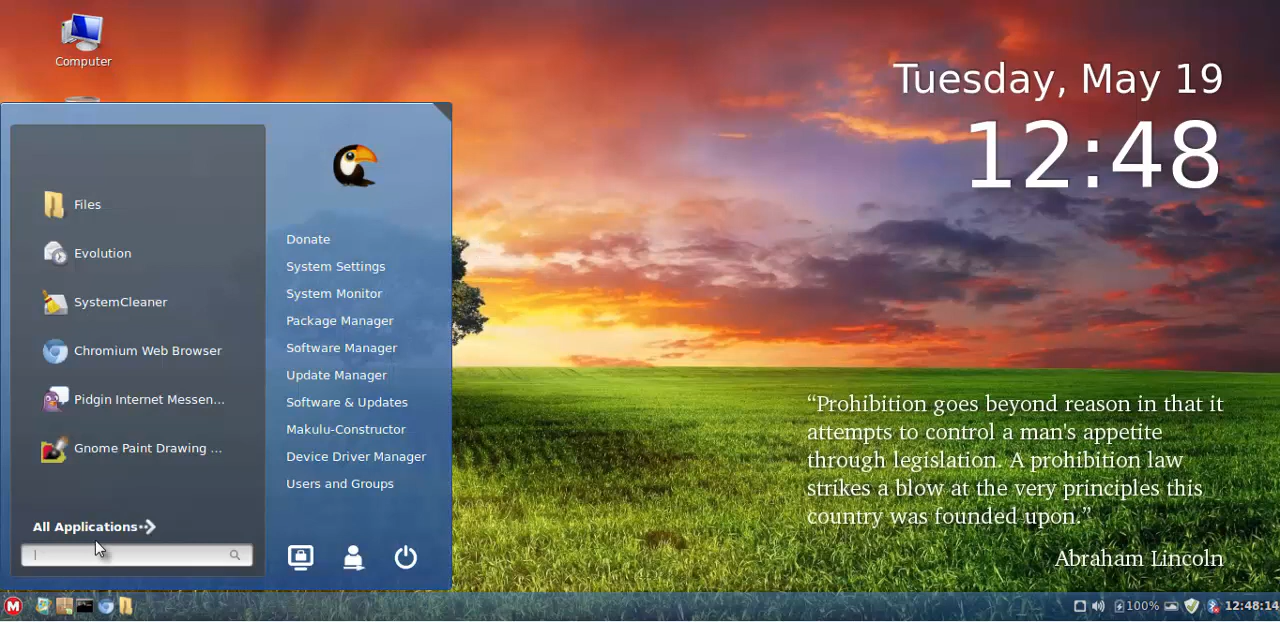 Computer
Tuesday, May 19
12:48
Files
Evolution
SystemCleaner
Chromium Web Browser
Pidgin Internet Messen...
Gnome Paint Drawing ...
All Applications
Donate
System Settings
System Monitor
Package Manager
Software Manager
Update Manager
Software & Updates
Makulu-Constructor
Device Driver Manager
Users and Groups
“Prohibition goes beyond reason in that it
attempts to control a man's appetite
through legislation. A prohibition law
strikes a blow at the very principles this
country was founded upon.”
Abraham Lincoln
M
100%
12:48:14